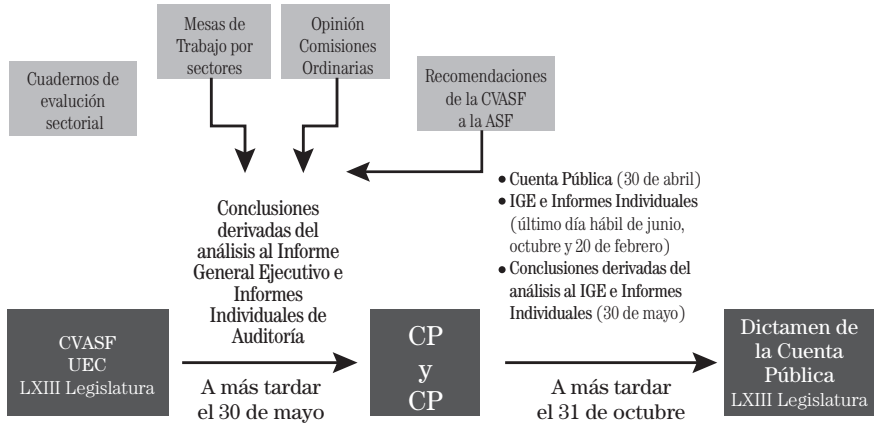 Cuadernos de
evalución
sectorial
Mesas de
Trabajo por
sectores
Opinión
Comisiones
Ordinarias
Recomendaciones
de la CVASF
a la ASF
Conclusiones
derivadas del
análisis al Informe
General Ejecutivo e
Informes
Individuales de
Auditoría
• Cuenta Pública (30 de abril)
• IGE e Informes Individuales
(último día hábil de junio,
octubre y 20 de febrero)
• Conclusiones derivadas del
análisis al IGE e Informes
Individuales (30 de mayo)
CVASF
UEC
LXIII Legislatura
A más tardar
el 30 de mayo
CP
y
CP
A más tardar
el 31 de octubre
Dictamen de
la Cuenta
Pública
LXIII Legislatura